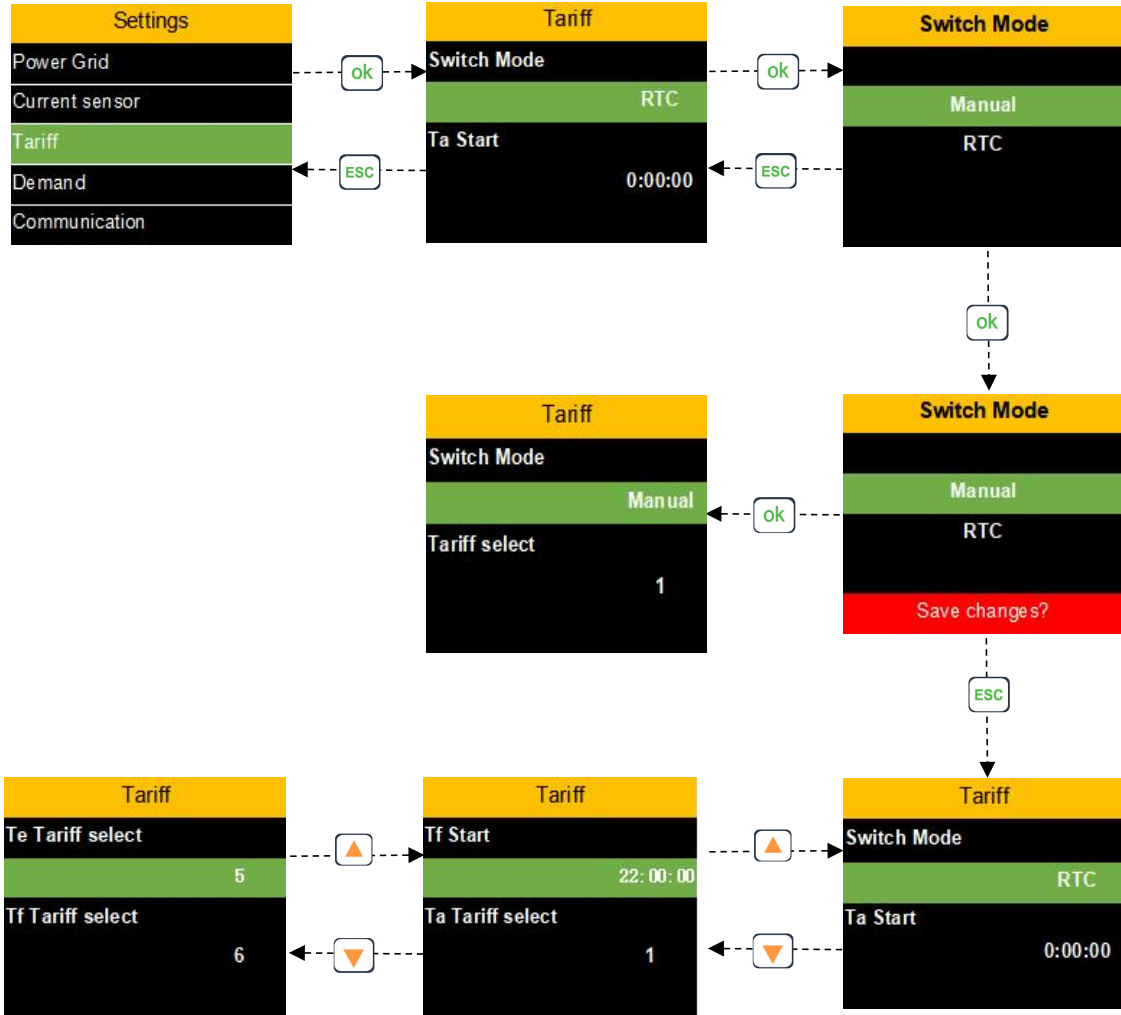 Settings
Power Grid
Current sensor
Tariff
Demand
Communication
ok
ESC
Tariff
Switch Mode
RTC
Ta Start
0:00:00
ok
ESC
Switch Mode
Manual
RTC
ok
Tariff
Switch Mode
Manual
Tariff select
1
ok
Switch Mode
Manual
RTC
Save changes?
ESC
Tariff
Te Tariff select
5
Tf Tariff select
6
Tariff
Tf Start
22:00:00
Ta Tariff select
1
Tariff
Switch Mode
RTC
Ta Start
0:00:00